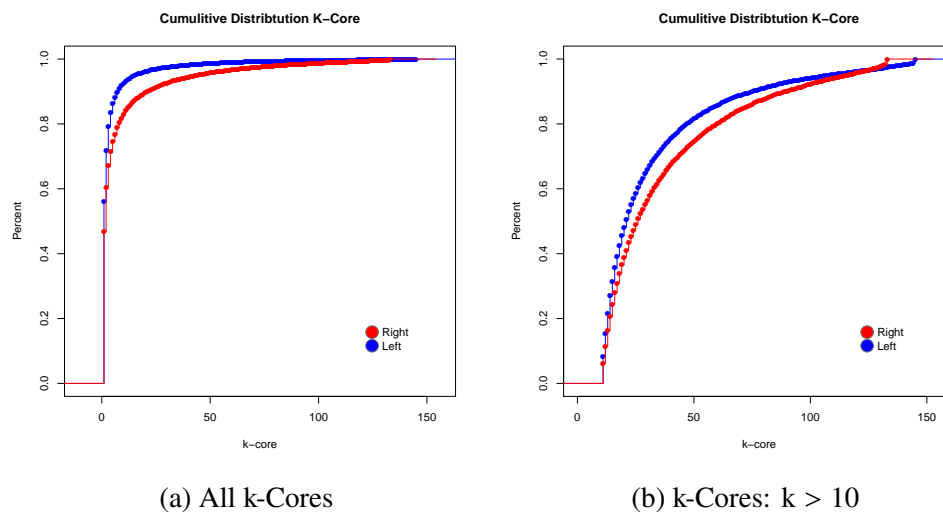 Cumulitive Distribtution K−Core
Percent
1.0
0.8
0.6
0.4
0.2
0.0
Right
Left
0 50 100 150
k−core
(a) All k-Cores
Cumulitive Distribtution K−Core
Percent
1.0
0.8
0.6
0.4
0.2
0.0
Right
Left
0 50 100 150
k−core
(b) k-Cores: k > 10